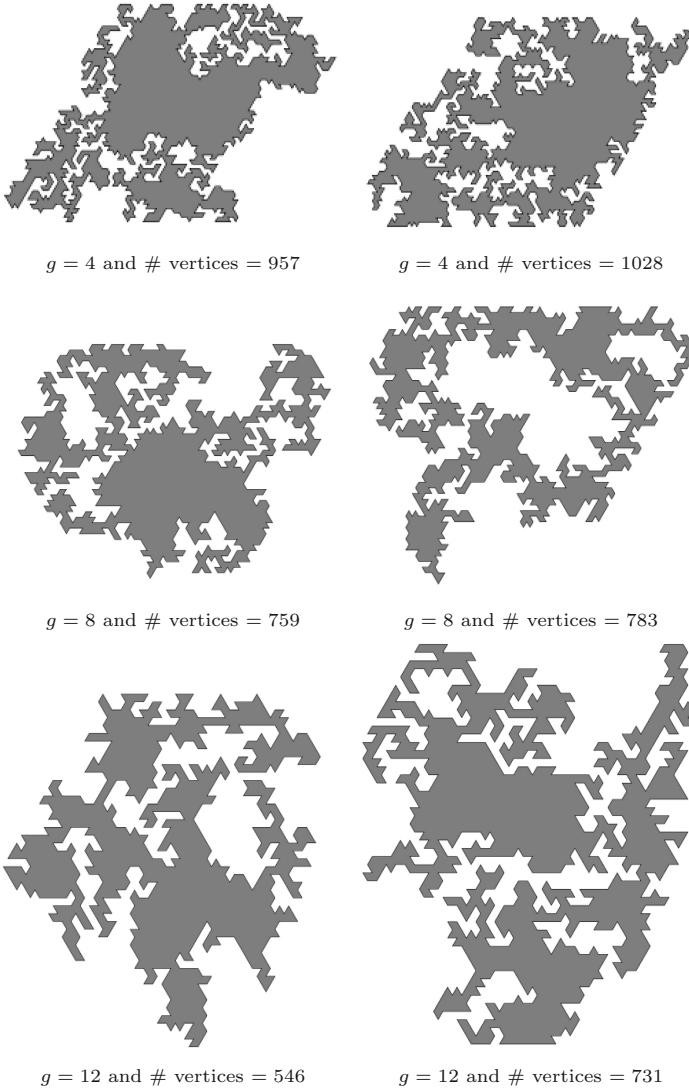 g = 4 and # vertices = 957
g = 4 and # vertices = 1028
g = 8 and # vertices = 759
g = 8 and # vertices = 783
g = 12 and # vertices = 546
g = 12 and # vertices = 731